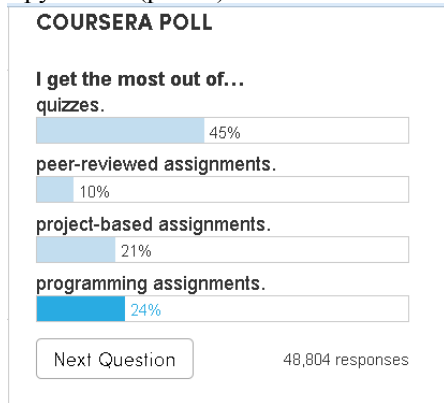 COURSERA POLL
I get the most out of...
quizzes.
45%
peer-reviewed assignments.
10%
project-based assignments.
21%
programming assignments.
24%
Next Question 48,804 responses